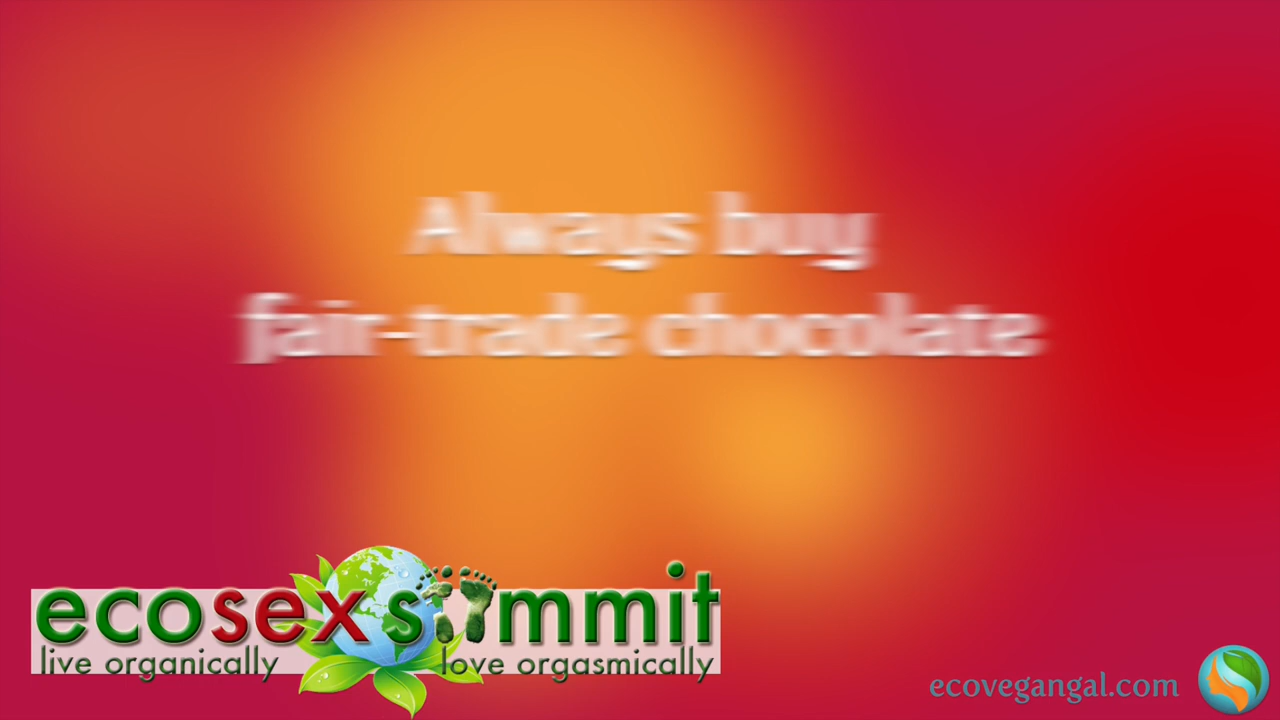 Always buy
fair-trade chocolate
ecosexsummit
live organically love orgasmically
ecovegangal.com